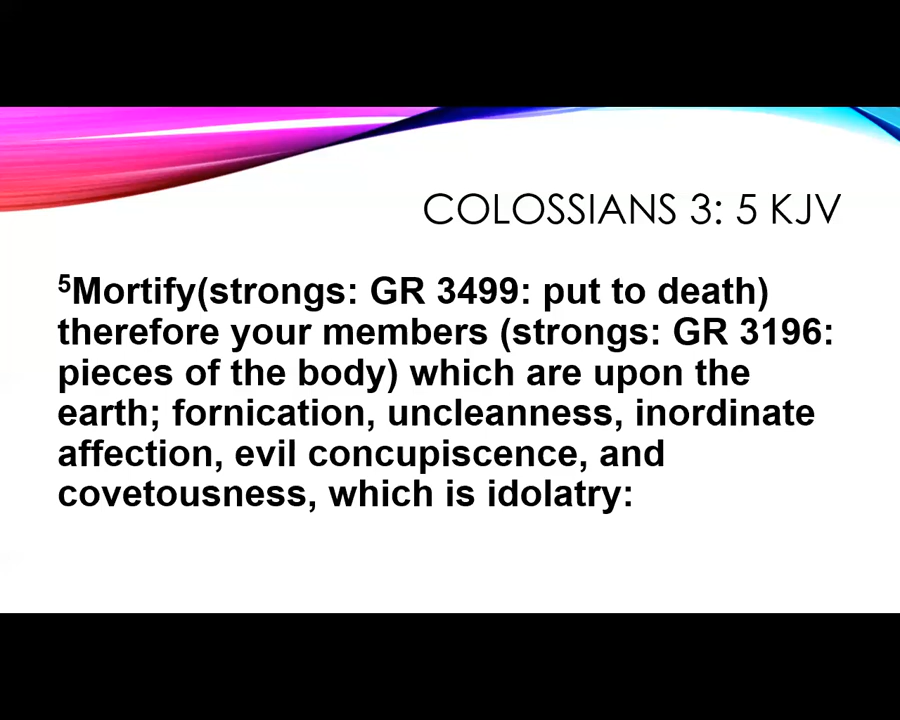 COLOSSIANS 3: 5 KJV
5Mortify(strongs: GR 3499: put to death)
therefore your members (strongs: GR 3196:
pieces of the body) which are upon the
earth; fornication, uncleanness, inordinate
affection, evil concupiscence, and
covetousness, which is idolatry: